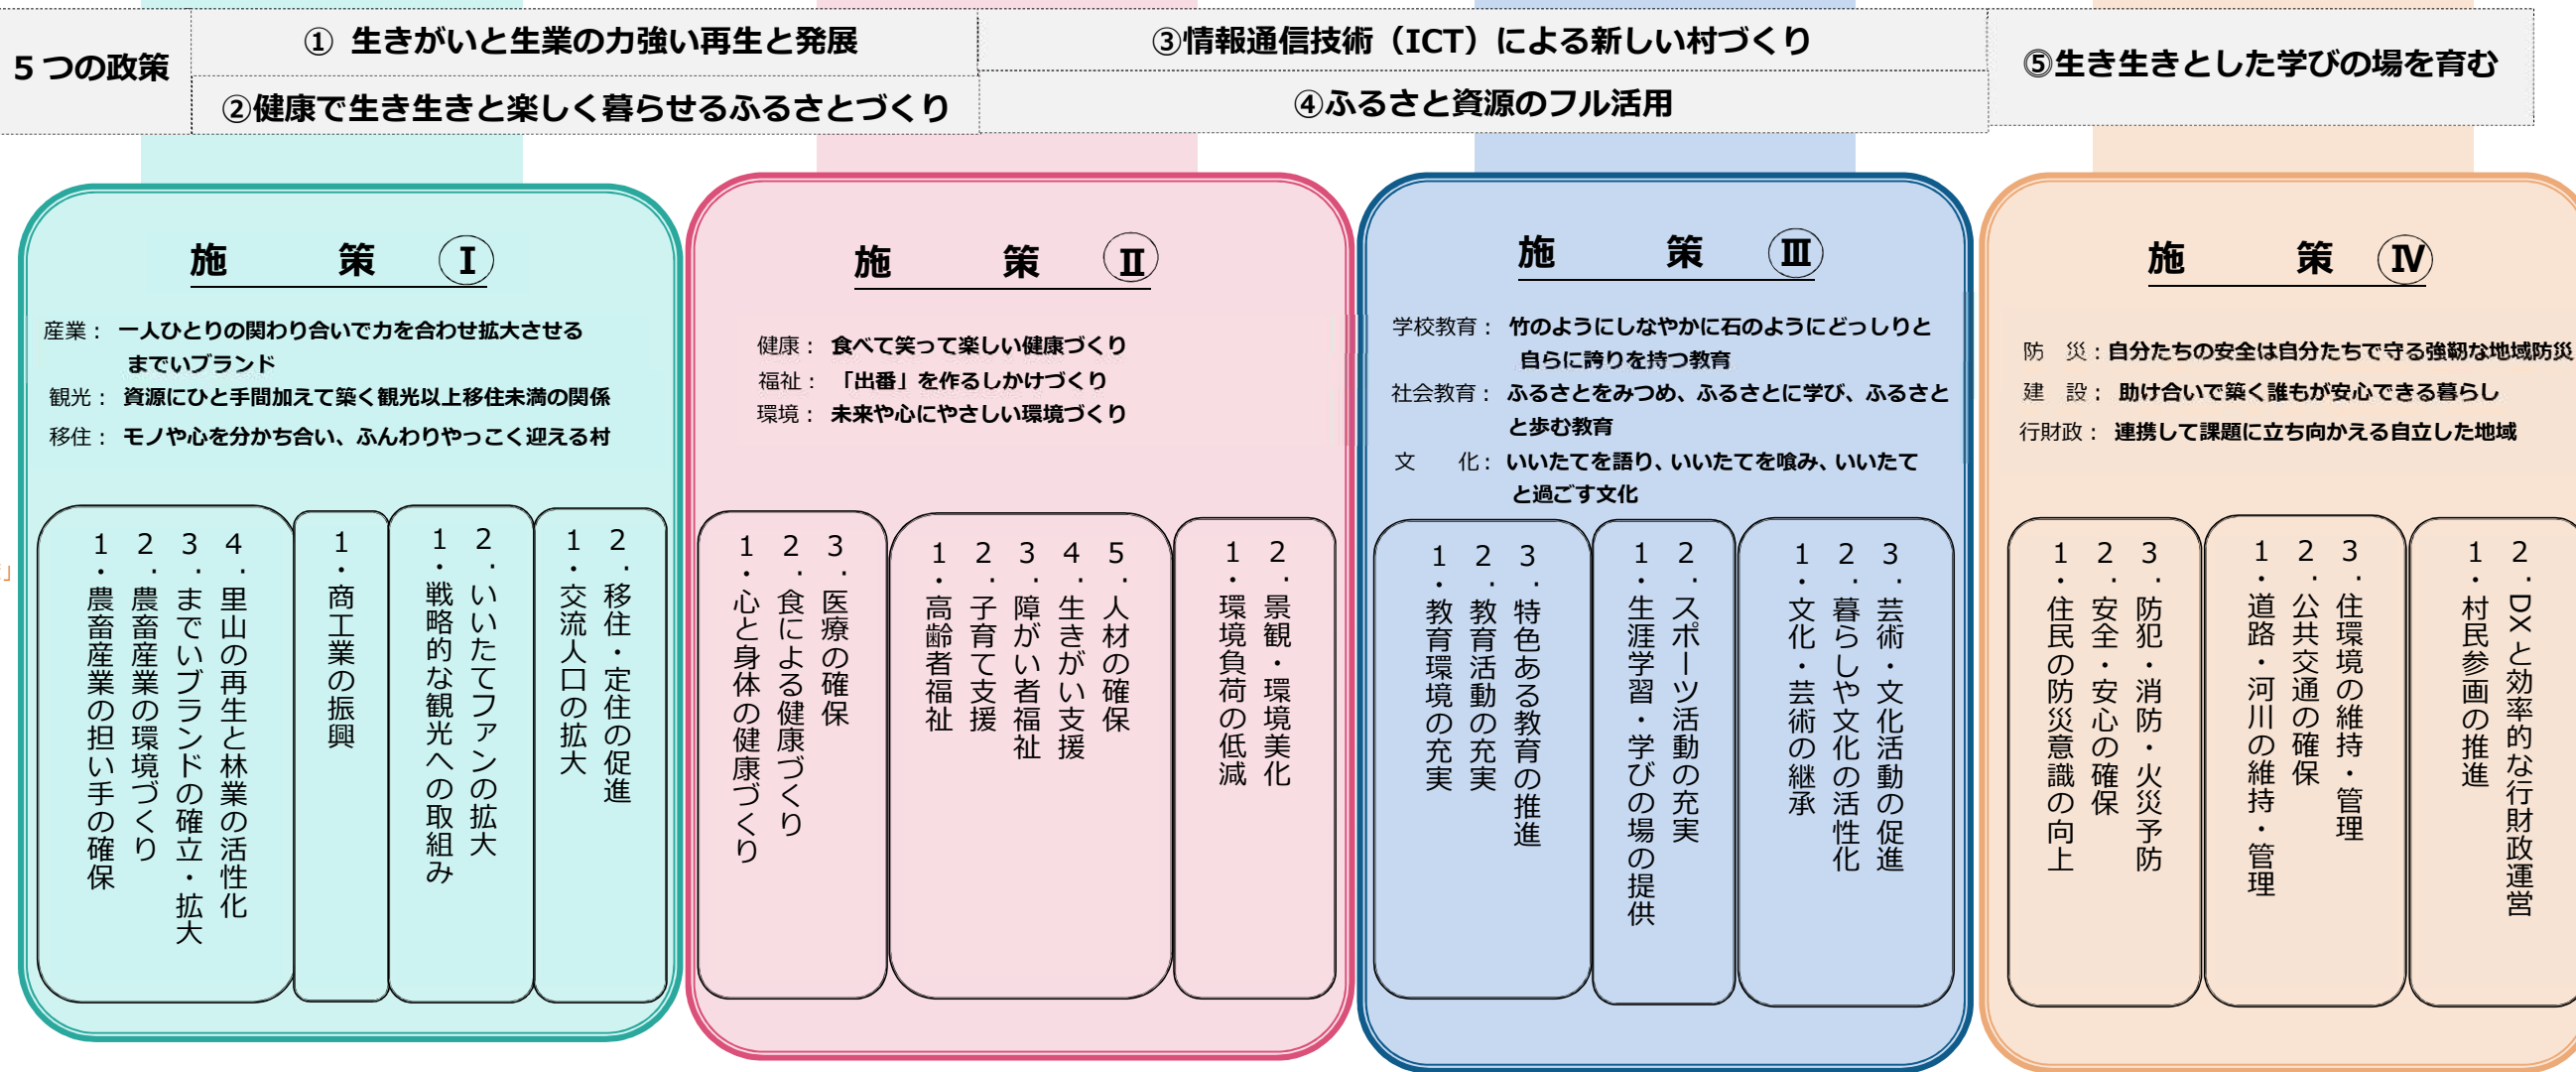 5つの政策
① 生きがいと生業の力強い再生と発展
②健康で生き生きと楽しく暮らせるふるさとづくり
③情報通信技術（ICT）による新しい村づくり
④ふるさと資源のフル活用
⑤生き生きとした学びの場を育む
施 策 Ⅰ
産業： 一人ひとりの関わり合いで力を合わせ拡大させる
までいブランド
観光： 資源にひと手間加えて築く観光以上移住未満の関係
移住： モノや心を分かち合い、ふんわりやっこく迎える村
1・農畜産業の担い手の確保
2．農畜産業の環境づくり
3．までいブランドの確立・拡大
4．里山の再生と林業の活性化
1・商工業の振興
1・戦略的な観光への取組み
2．いいたてファンの拡大
1・交流人口の拡大
2．移住・定住の促進
施 策 Ⅱ
健康： 食べて笑って楽しい健康づくり
福祉： 「出番」を作るしかけづくり
環境： 未来や心にやさしい環境づくり
1・心と身体の健康づくり
2．食による健康づくり
3．医療の確保
1・高齢者福祉
2．子育て支援
3．障がい者福祉
4．生きがい支援
5．人材の確保
1・環境負荷の低減
2．景観・環境美化
施 策 Ⅲ
学校教育： 竹のようにしなやかに石のようにどっしりと
自らに誇りを持つ教育
社会教育： ふるさとをみつめ、ふるさとに学び、ふるさと
と歩む教育
文 化： いいたてを語り、いいたてを喰み、いいたて
と過ごす文化
1・教育環境の充実
2．教育活動の充実
3．特色ある教育の推進
1・生涯学習・学びの場の提供
2．スポーツ活動の充実
1・文化・芸術の継承
2．暮らしや文化の活性化
3．芸術・文化活動の促進
施 策 Ⅳ
防 災：自分たちの安全は自分たちで守る強靭な地域防災
建 設： 助け合いで築く誰もが安心できる暮らし
行財政： 連携して課題に立ち向かえる自立した地域
1・住民の防災意識の向上
2．安全・安心の確保
3．防犯・消防・火災予防
1・道路・河川の維持・管理
2．公共交通の確保
3．住環境の維持・管理
1・村民参画の推進
2．DXと効率的な行財政運営